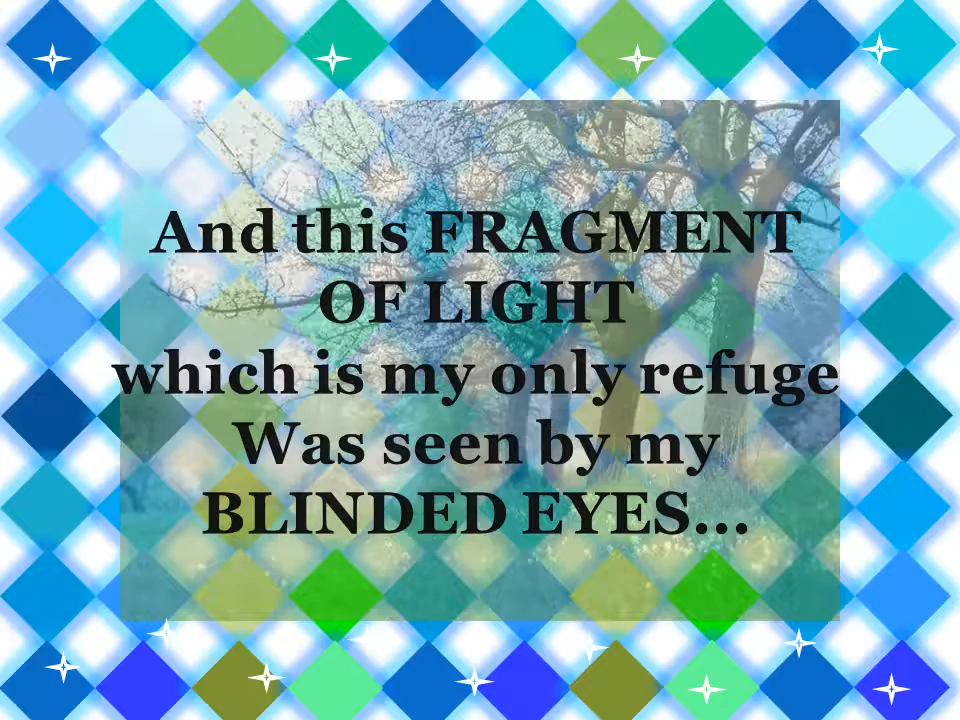 And this FRAGMENT
OF LIGHT
which is my only refuge
Was seen by my
BLINDED EYES...